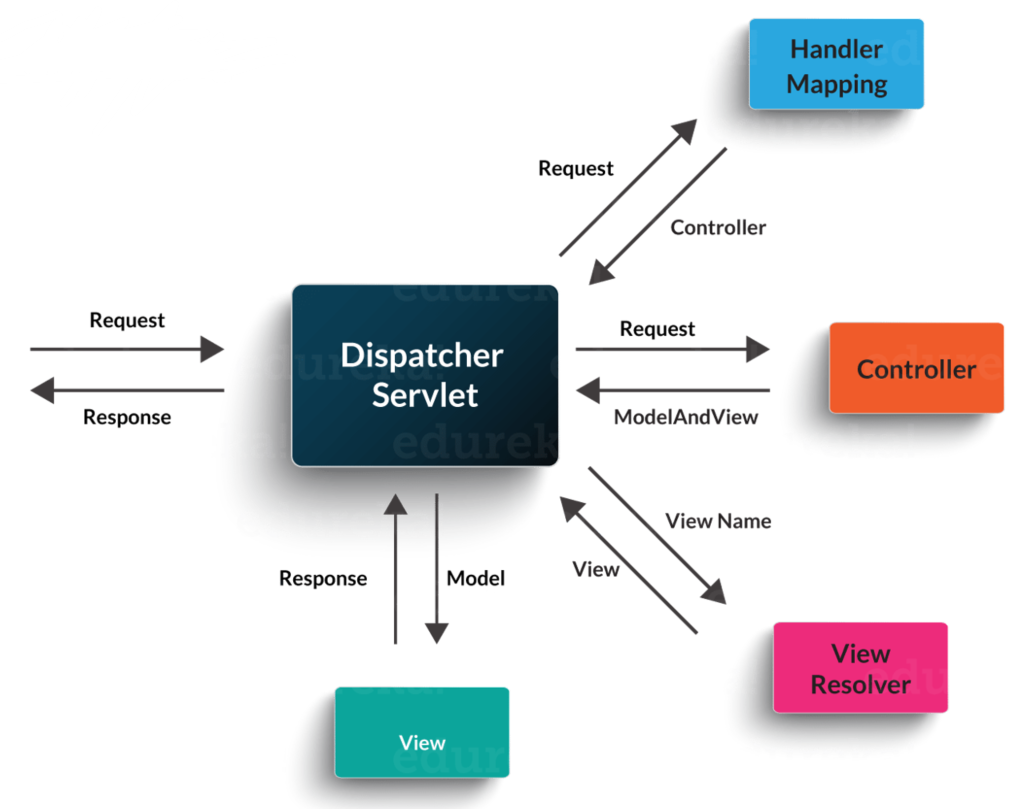 Handler
Mapping
Request
Controller
Request
Response
Dispatcher
Servlet
Request
ModelAndView
Controller
View Name
View
Response
Model
View
Resolver
View
edureka!